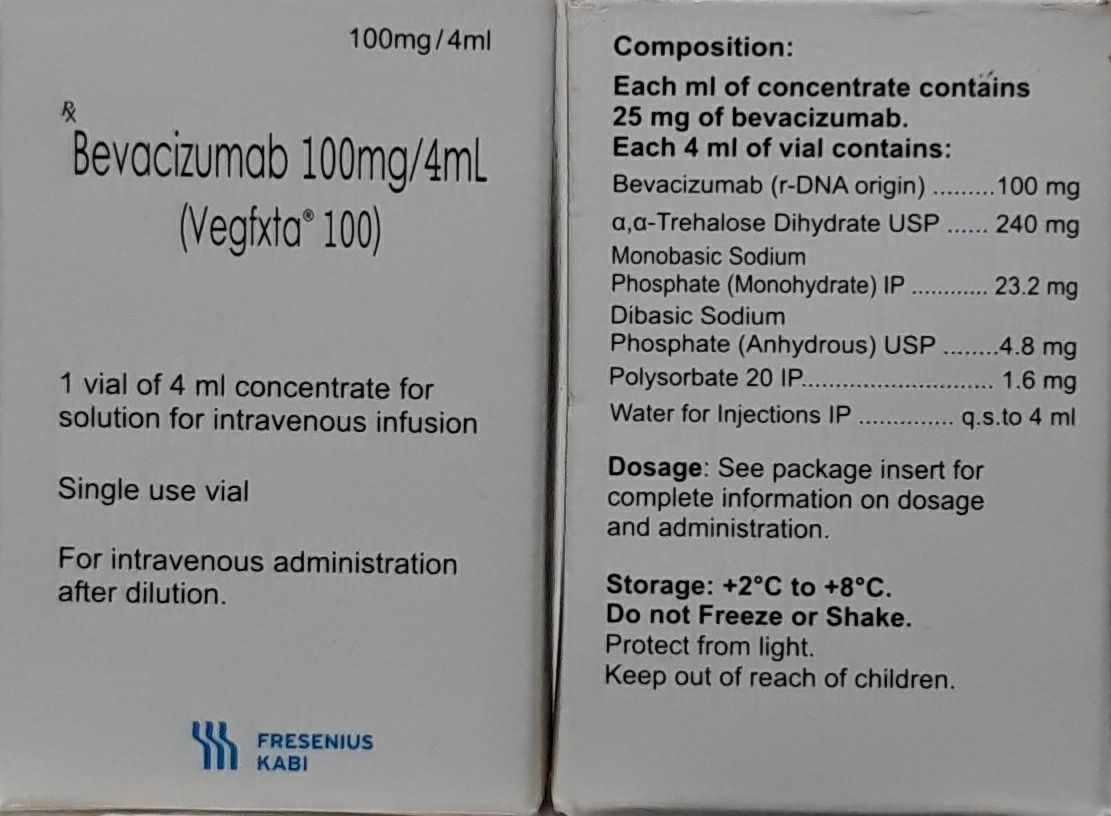 100mg/4ml
Rx
Bevacizumab 100mg/4mL
(Vegfxta® 100)
1 vial of 4 ml concentrate for
solution for intravenous infusion
Single use vial
For intravenous administration
after dilution.
FRESENIUS
KABI
Composition:
Each ml of concentrate contains
25 mg of bevacizumab.
Each 4 ml of vial contains:
Bevacizumab (r-DNA origin) .........100 mg
α,α-Trehalose Dihydrate USP ...... 240 mg
Monobasic Sodium
Phosphate (Monohydrate) IP ............ 23.2 mg
Dibasic Sodium
Phosphate (Anhydrous) USP ........4.8 mg
Polysorbate 20 IP............................ 1.6 mg
Water for Injections IP .............. q.s.to 4 ml
Dosage: See package insert for
complete information on dosage
and administration.
Storage: +2°C to +8°C.
Do not Freeze or Shake.
Protect from light.
Keep out of reach of children.